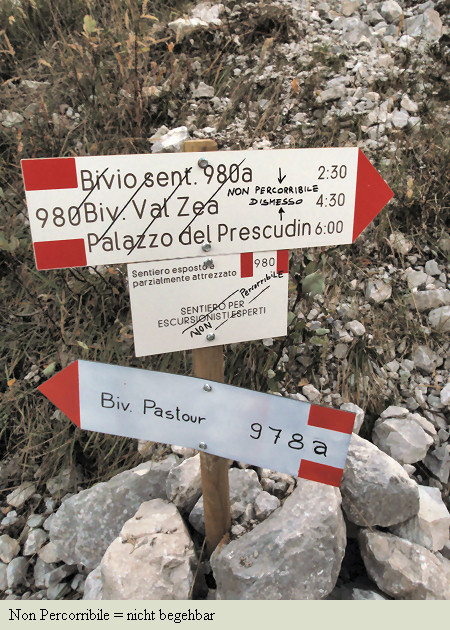 Bivio sent. 980a 2:30
NON PERCORRIBILE
980 Biv. Val Zea 4:30
DISMESSO
Palazzo del Prescudin 6:00
Sentiero esposto 980
parzialmente attrezzato
SENTIERO PER
ESCURSIONISTI ESPERTI
NON Percorribile
Biv. Pastour 978a
Non Percorribile = nicht begehbar